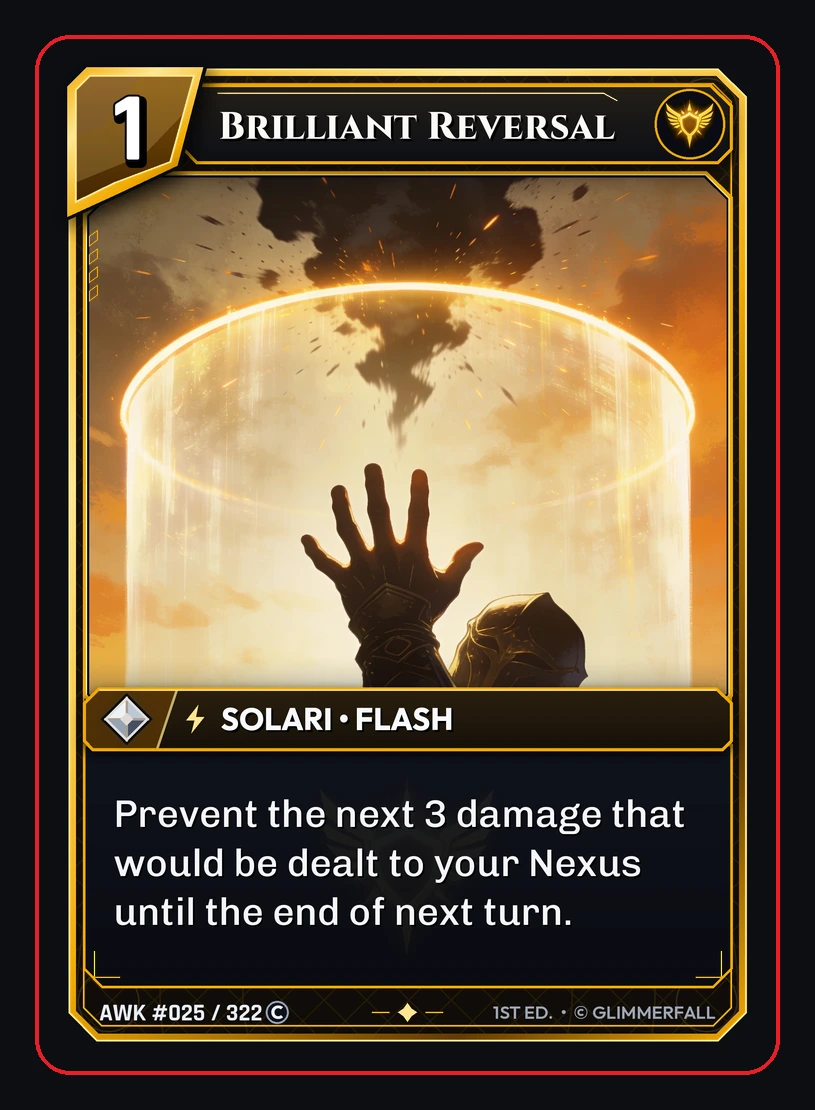 1
BRILLIANT REVERSAL
SOLARI • FLASH
Prevent the next 3 damage that
would be dealt to your Nexus
until the end of next turn.
AWK #025 / 322 Ⓒ
1ST ED. • © GLIMMERFALL